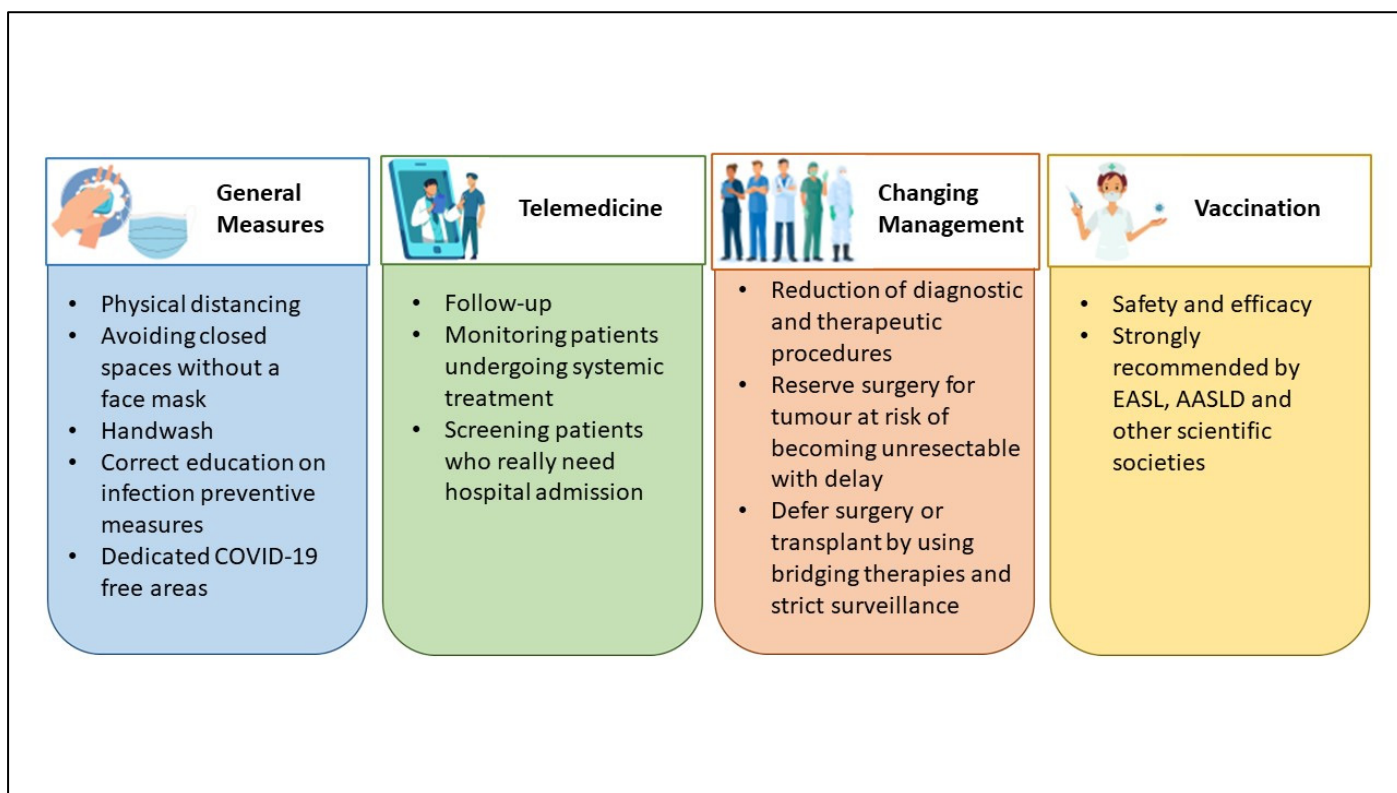 General
Measures
• Physical distancing
• Avoiding closed
spaces without a
face mask
• Handwash
• Correct education on
infection preventive
measures
• Dedicated COVID-19
free areas
Telemedicine
• Follow-up
• Monitoring patients
undergoing systemic
treatment
• Screening patients
who really need
hospital admission
Changing
Management
• Reduction of diagnostic
and therapeutic
procedures
• Reserve surgery for
tumour at risk of
becoming unresectable
with delay
• Defer surgery or
transplant by using
bridging therapies and
strict surveillance
Vaccination
• Safety and efficacy
• Strongly
recommended by
EASL, AASLD and
other scientific
societies